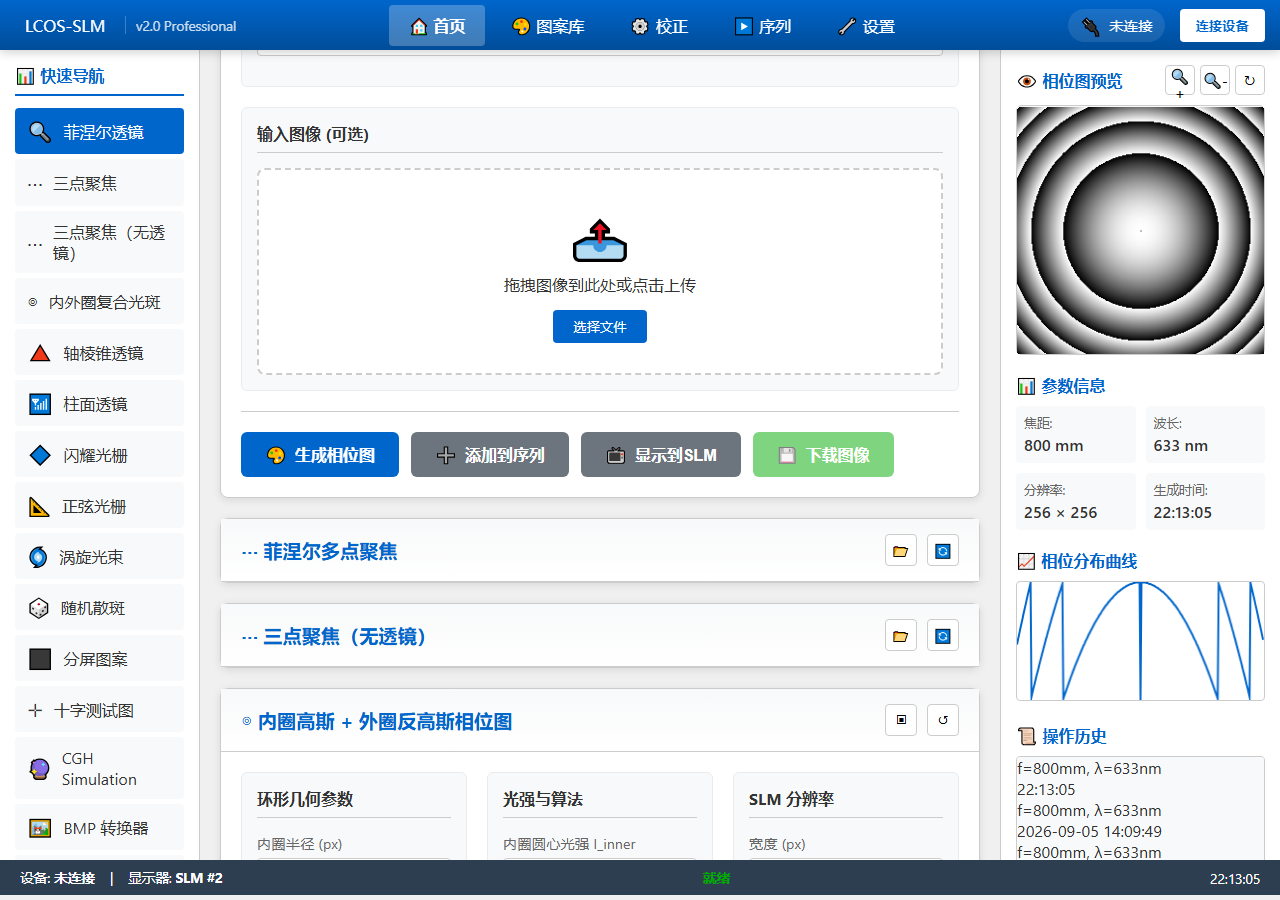 LCOS-SLM
v2.0 Professional
首页
图案库
校正
序列
设置
未连接
连接设备
快速导航
菲涅尔透镜
三点聚焦
三点聚焦（无透
镜）
内外圈复合光斑
轴棱锥透镜
柱面透镜
闪耀光栅
正弦光栅
涡旋光束
随机散斑
分屏图案
十字测试图
CGH
Simulation
BMP 转换器
输入图像 (可选)
拖拽图像到此处或点击上传
选择文件
生成相位图
添加到序列
显示到SLM
下载图像
菲涅尔多点聚焦
三点聚焦（无透镜）
内圈高斯 + 外圈反高斯相位图
环形几何参数
内圈半径 (px)
光强与算法
内圈圆心光强 I_inner
SLM 分辨率
宽度 (px)
相位图预览
参数信息
焦距:
800 mm
波长:
633 nm
分辨率:
256 × 256
生成时间:
22:13:05
相位分布曲线
操作历史
f=800mm, λ=633nm
22:13:05
f=800mm, λ=633nm
2026-09-05 14:09:49
f=800mm, λ=633nm
设备: 未连接 | 显示器: SLM #2
就绪
22:13:05